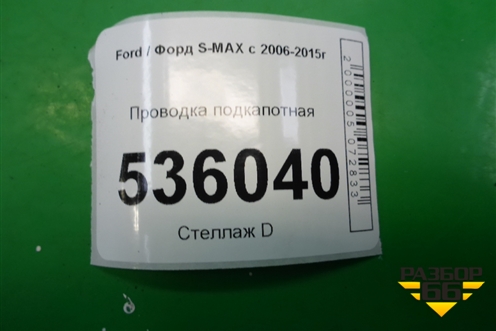 Ford / Форд S-MAX с 2006-2015г
Проводка подкапотная
536040
Стеллаж D
2000005072833
РАЗБОР
66